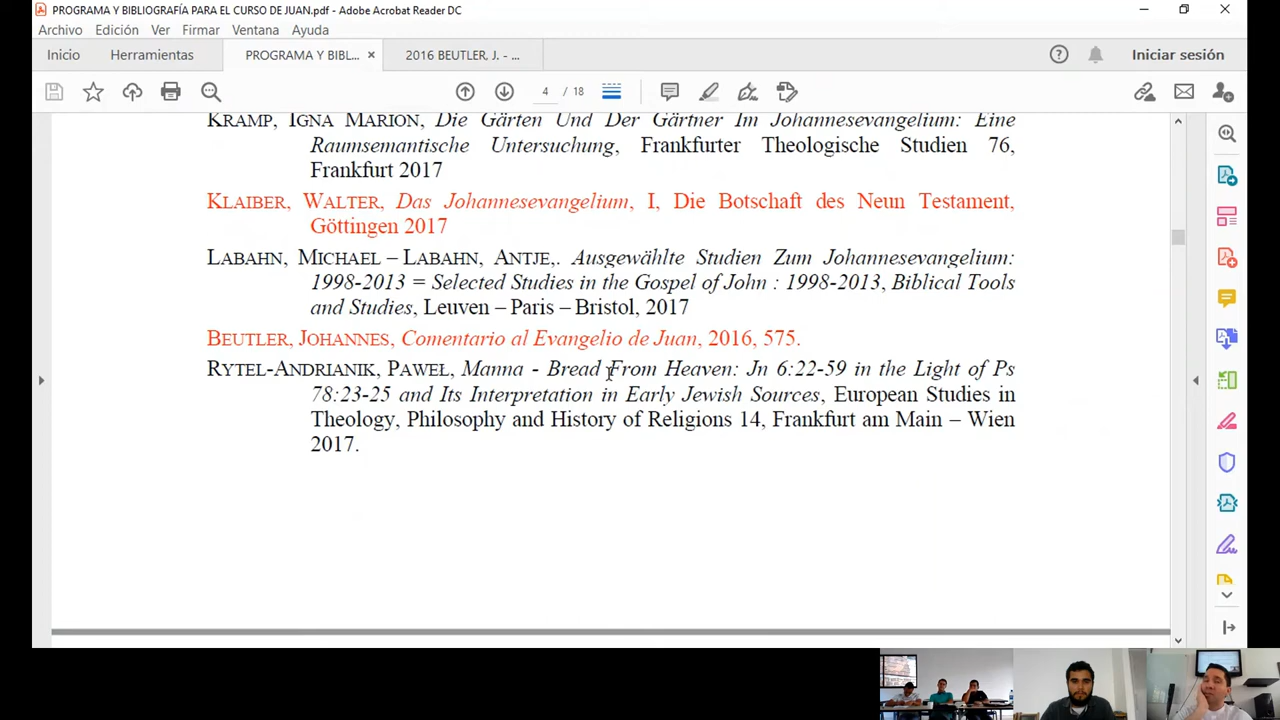 PROGRAMA Y BIBLIOGRAFÍA PARA EL CURSO DE JUAN.pdf - Adobe Acrobat Reader DC
Archivo Edición Ver Firmar Ventana Ayuda
Inicio Herramientas PROGRAMA Y BIBL... × 2016 BEUTLER, J. - ... Iniciar sesión
4 / 18
KRAMP, IGNA MARION, Die Gärten Und Der Gärtner Im Johannesevangelium: Eine
Raumsemantische Untersuchung, Frankfurter Theologische Studien 76,
Frankfurt 2017
KLAIBER, WALTER, Das Johannesevangelium, I, Die Botschaft des Neun Testament,
Göttingen 2017
LABAHN, MICHAEL – LABAHN, ANTJE,. Ausgewählte Studien Zum Johannesevangelium:
1998-2013 = Selected Studies in the Gospel of John : 1998-2013, Biblical Tools
and Studies, Leuven – Paris – Bristol, 2017
BEUTLER, JOHANNES, Comentario al Evangelio de Juan, 2016, 575.
RYTEL-ANDRIANIK, PAWEŁ, Manna - Bread From Heaven: Jn 6:22-59 in the Light of Ps
78:23-25 and Its Interpretation in Early Jewish Sources, European Studies in
Theology, Philosophy and History of Religions 14, Frankfurt am Main – Wien
2017.